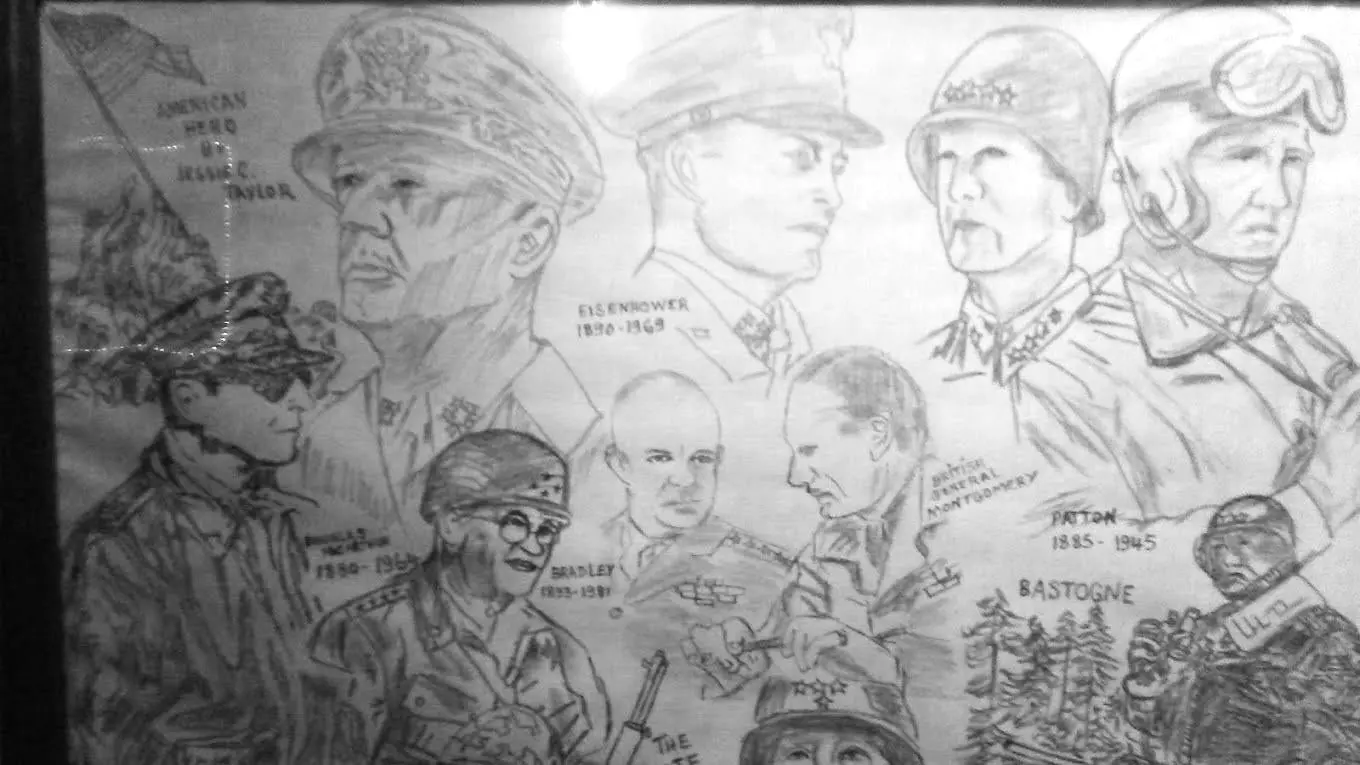 AMERICAN
HERO
BY
JESSIE C.
TAYLOR
EISENHOWER
1890-1969
BRITISH
GENERAL
MONTGOMERY
DOUGLAS
MACARTHUR
1880-1964
BRADLEY
1893-1981
PATTON
1885-1945
BASTOGNE
THE